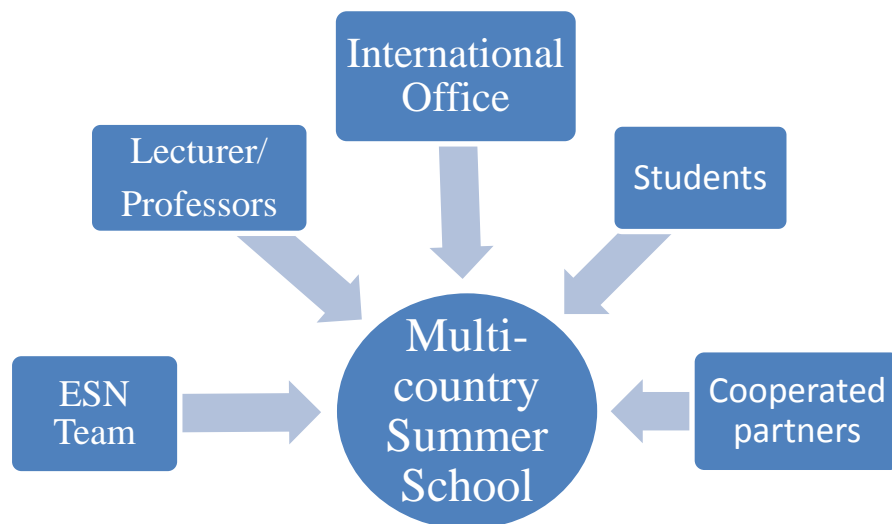 International
Office
Lecturer/
Professors
Students
ESN
Team
Multi-
country
Summer
School
Cooperated
partners